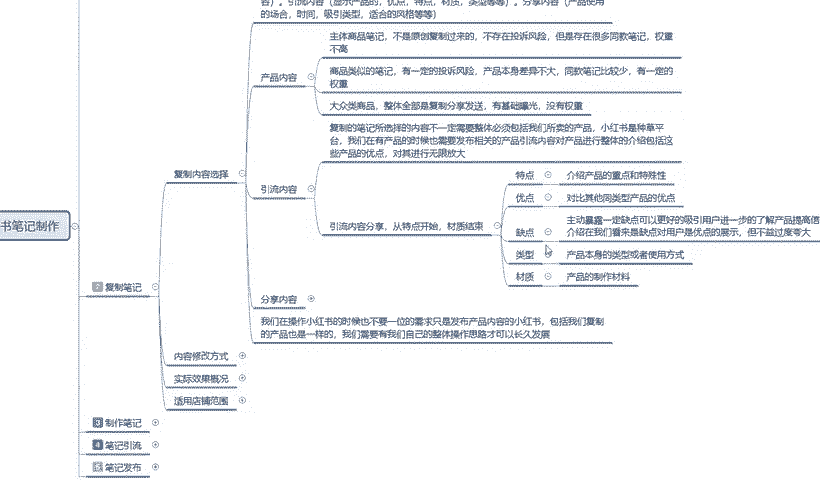 容）。引流内容（显示产品的，优点，特点，材质，类型等等）。分享内容（产品使用
的场合，时间，吸引类型，适合的风格等等）
主体商品笔记，不是原创复制过来的，不存在投诉风险，但是存在很多同款笔记，权重
不高
产品内容
商品类似的笔记，有一定的投诉风险，产品本身差异不大，同款笔记比较少，有一定的
权重
大众类商品，整体全部是复制分享发送，有基础曝光，没有权重
复制的笔记所选择的内容不一定需要整体必须包括我们所卖的产品，小红书是种草平
台，我们在有产品的时候也需要发布相关的产品引流内容对产品进行整体的介绍包括这
些产品的优点，对其进行无限放大
复制内容选择
特点 介绍产品的重点和特殊性
引流内容
优点 对比其他同类型产品的优点
引流内容分享，从特点开始，材质结束
主动暴露一定缺点可以更好的吸引用户进一步的了解产品提高信
缺点 介绍在我们看来是缺点对用户是优点的展示，但不益过度夸大
书笔记制作
类型 产品本身的类型或者使用方式
材质 产品的制作材料
2 复制笔记
分享内容
我们在操作小红书的时候也不要一位的需求只是发布产品内容的小红书，包括我们复制
的产品也是一样的，我们需要有我们自己的整体操作思路才可以长久发展
内容修改方式
实际效果概况
适用店铺范围
3 制作笔记
4 笔记引流
5 笔记发布